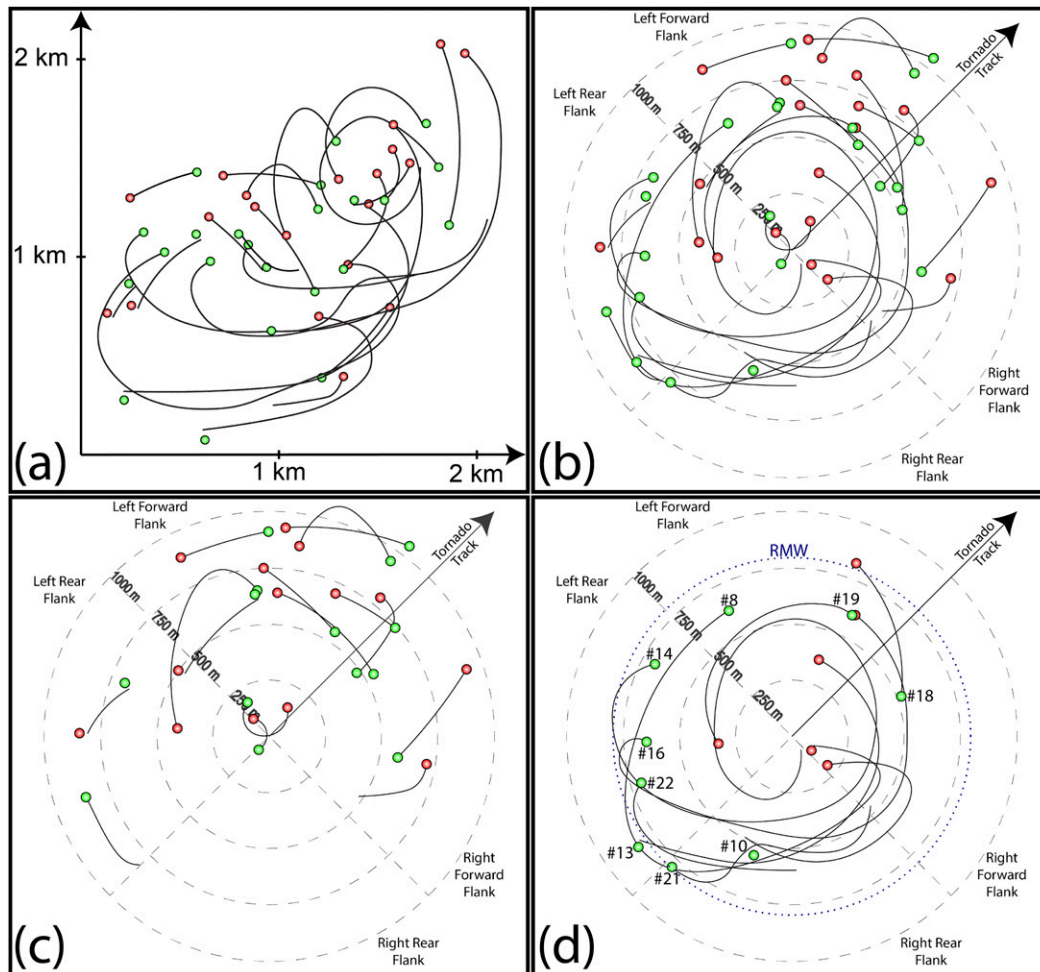 2 km
1 km
1 km
2 km
(a)
Left Forward
Flank
Left Rear
Flank
Tornado
Track
1000 m
750 m
500 m
250 m
Right
Forward
Flank
Right Rear
Flank
(b)
Left Forward
Flank
Left Rear
Flank
Tornado
Track
1000 m
750 m
500 m
250 m
Right
Forward
Flank
Right Rear
Flank
(c)
Left Forward
Flank
RMW
Left Rear
Flank
Tornado
Track
1000 m
750 m
500 m
250 m
#8
#19
#14
#18
#16
#22
#13
#10
#21
Right
Forward
Flank
Right Rear
Flank
(d)